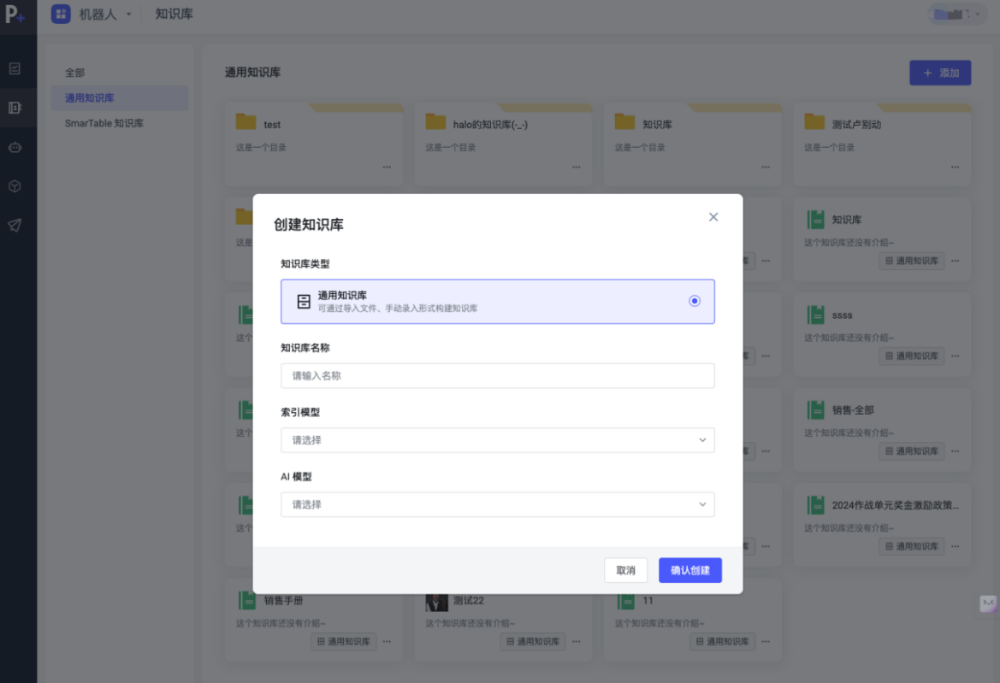 P+
机器人
知识库
全部
通用知识库
SmarTable 知识库
通用知识库
+ 添加
test
这是一个目录
halo的知识库(-_-)
这是一个目录
知识库
这是一个目录
测试卢别动
这是一个目录
这是
知识库
这个知识库还没有介绍~
库
通用知识库
创建知识库
知识库类型
通用知识库
可通过导入文件、手动录入形式构建知识库
知识库名称
请输入名称
索引模型
请选择
AI 模型
请选择
取消
确认创建
这个
ssss
这个知识库还没有介绍~
库
通用知识库
这个
销售-全部
这个知识库还没有介绍~
库
通用知识库
这个
2024作战单元奖金激励政策...
这个知识库还没有介绍~
库
通用知识库
销售手册
这个知识库还没有介绍~
通用知识库
测试22
这个知识库还没有介绍~
通用知识库
11
这个知识库还没有介绍~
通用知识库